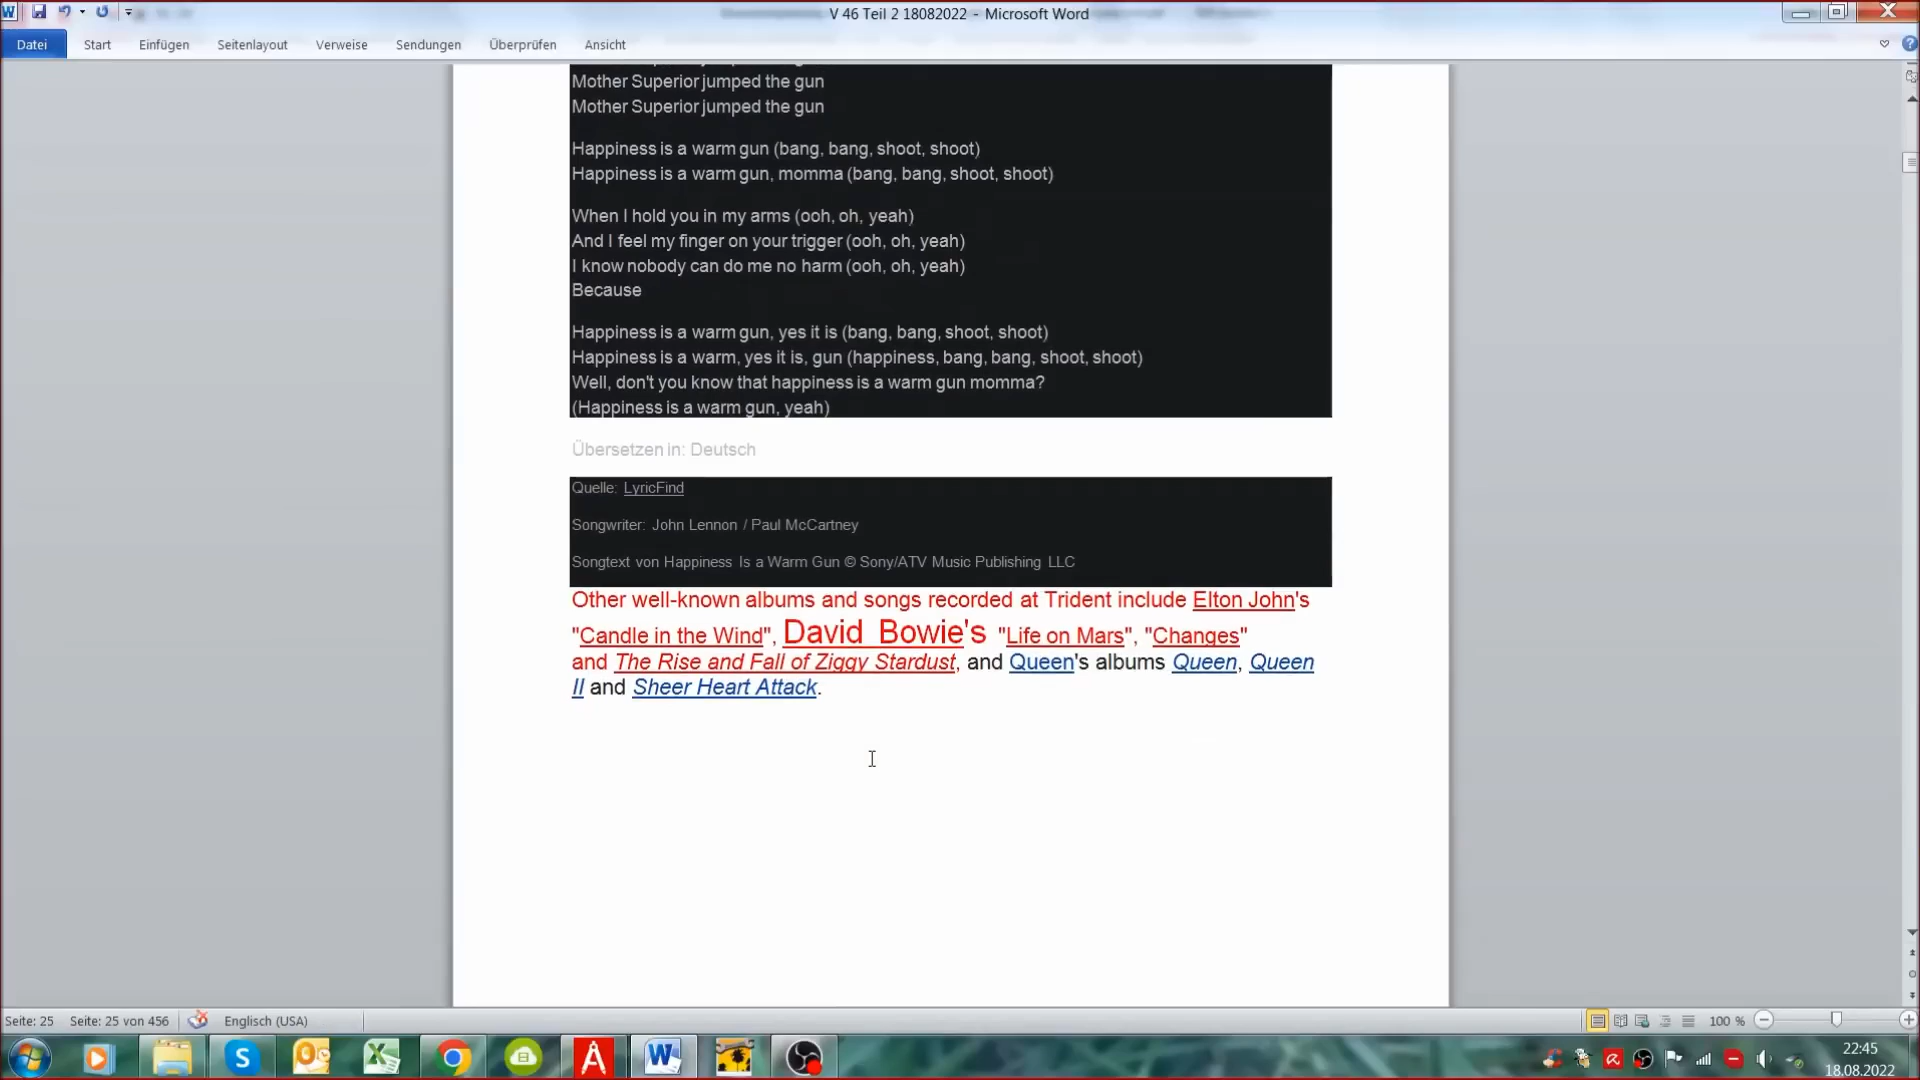 V 46 Teil 2 18082022 - Microsoft Word
Datei Start Einfügen Seitenlayout Verweise Sendungen Überprüfen Ansicht
Mother Superior jumped the gun
Mother Superior jumped the gun
Happiness is a warm gun (bang, bang, shoot, shoot)
Happiness is a warm gun, momma (bang, bang, shoot, shoot)
When I hold you in my arms (ooh, oh, yeah)
And I feel my finger on your trigger (ooh, oh, yeah)
I know nobody can do me no harm (ooh, oh, yeah)
Because
Happiness is a warm gun, yes it is (bang, bang, shoot, shoot)
Happiness is a warm, yes it is, gun (happiness, bang, bang, shoot, shoot)
Well, don't you know that happiness is a warm gun momma?
(Happiness is a warm gun, yeah)
Übersetzen in: Deutsch
Quelle: LyricFind
Songwriter: John Lennon / Paul McCartney
Songtext von Happiness Is a Warm Gun © Sony/ATV Music Publishing LLC
Other well-known albums and songs recorded at Trident include Elton John's
"Candle in the Wind", David Bowie's "Life on Mars", "Changes"
and The Rise and Fall of Ziggy Stardust, and Queen's albums Queen, Queen
II and Sheer Heart Attack.
Seite: 25 Seite: 25 von 456 Englisch (USA) 100 %
22:45
18.08.2022